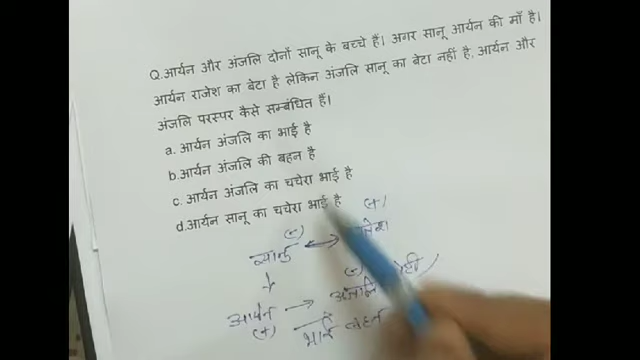 Q.आर्यन और अंजलि दोनों सानू के बच्चे हैं। अगर सानू आर्यन की माँ है।
आर्यन राजेश का बेटा है लेकिन अंजलि सानू का बेटा नहीं है, आर्यन और
अंजलि परस्पर कैसे सम्बंधित हैं।
a. आर्यन अंजलि का भाई है
b.आर्यन अंजलि की बहन है
c. आर्यन अंजलि का चचेरा भाई है
d.आर्यन सानू का चचेरा भाई है
(-) (+)
(-)
आर्यन →
(+) भाई बहन